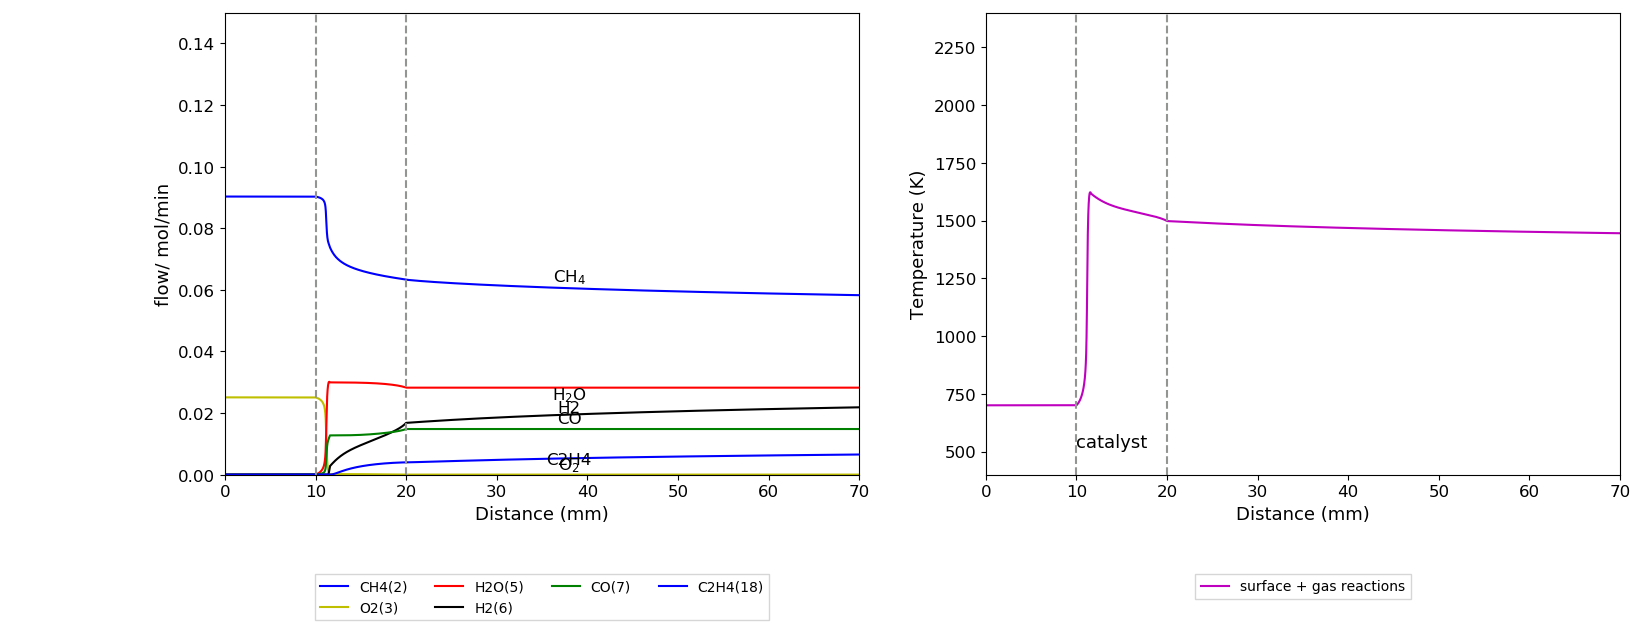 0.14
0.12
0.10
0.08
0.06
0.04
0.02
0.00
flow/ mol/min
CH₄
H₂O
H2
CO
C2H4
O₂
0 10 20 30 40 50 60 70
Distance (mm)
CH4(2) H2O(5) CO(7) C2H4(18)
O2(3) H2(6)
2250
2000
1750
1500
1250
1000
750
500
Temperature (K)
catalyst
0 10 20 30 40 50 60 70
Distance (mm)
surface + gas reactions